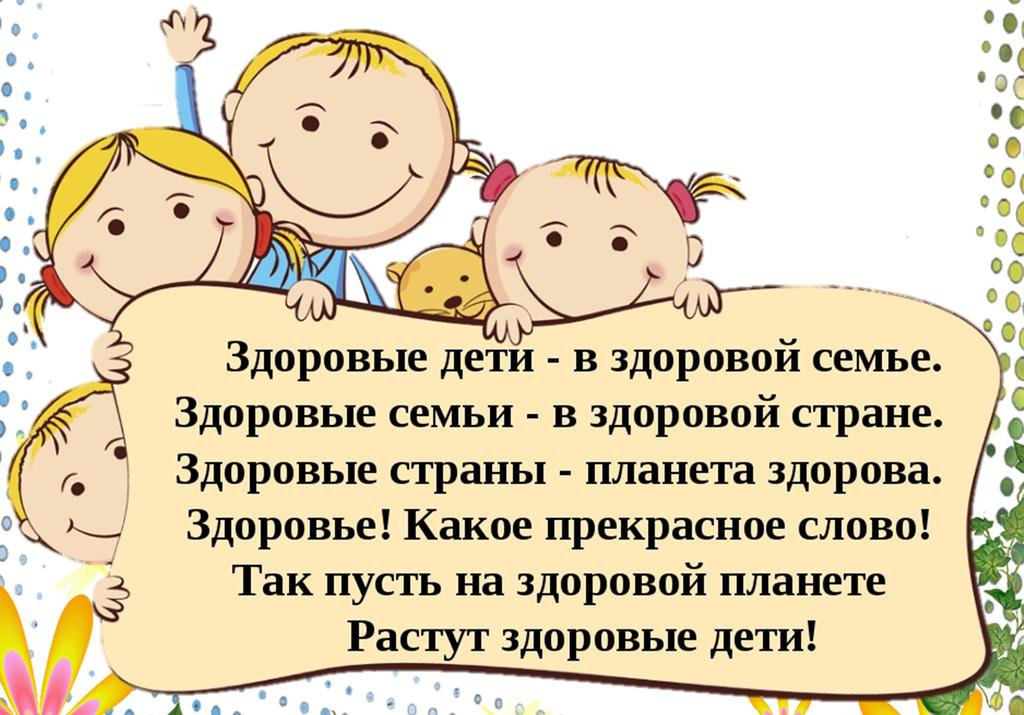 Здоровые дети - в здоровой семье.
Здоровые семьи - в здоровой стране.
Здоровые страны - планета здорова.
Здоровье! Какое прекрасное слово!
Так пусть на здоровой планете
Растут здоровые дети!